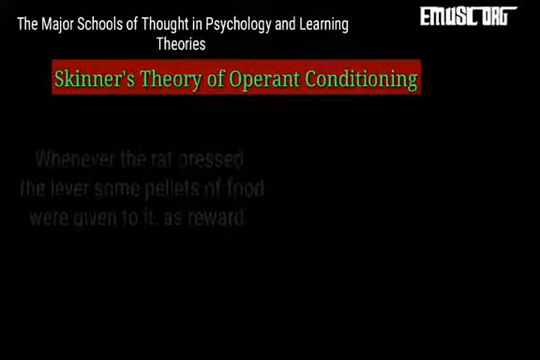 The Major Schools of Thought in Psychology and Learning
Theories
EMUSIC.ORG
Skinner's Theory of Operant Conditioning
Whenever the rat pressed
the lever some pellets of food
were given to it, as reward.